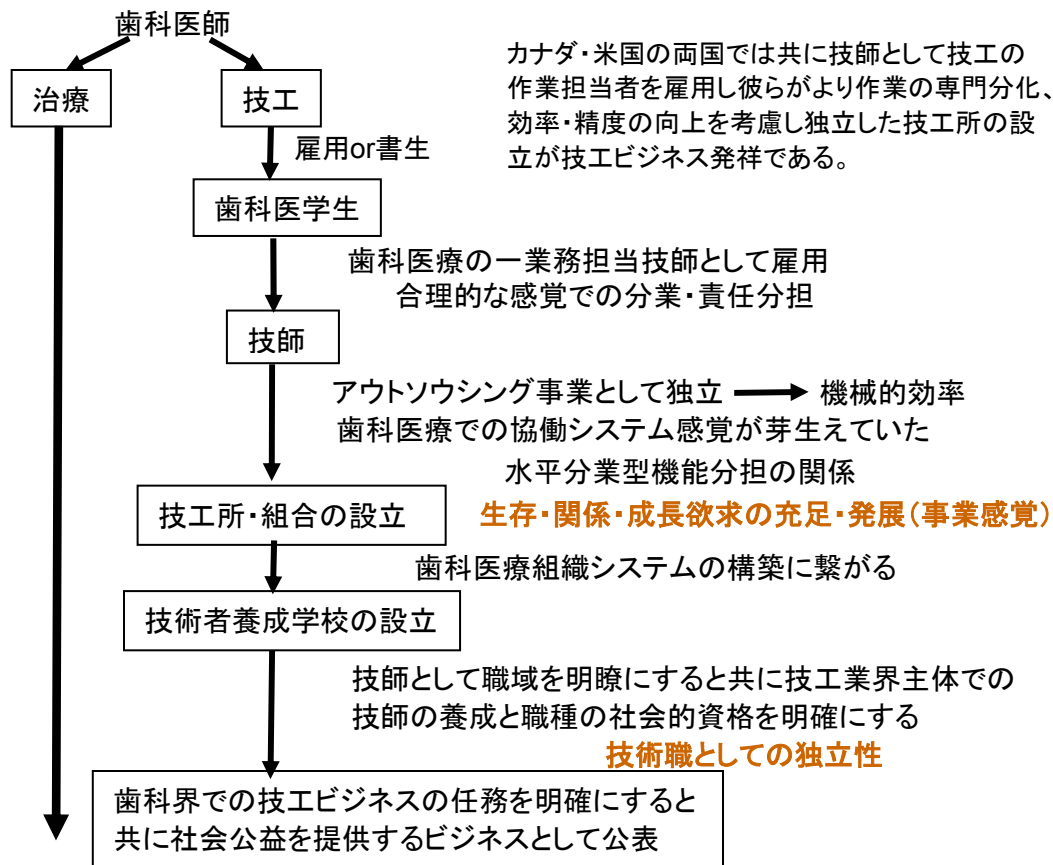 歯科医師
治療
技工
カナダ・米国の両国では共に技師として技工の
作業担当者を雇用し彼らがより作業の専門分化、
効率・精度の向上を考慮し独立した技工所の設
立が技工ビジネス発祥である。
雇用or書生
歯科医学生
歯科医療の一業務担当技師として雇用
合理的な感覚での分業・責任分担
技師
アウトソウシング事業として独立
機械的効率
歯科医療での協働システム感覚が芽生えていた
水平分業型機能分担の関係
技工所・組合の設立
生存・関係・成長欲求の充足・発展(事業感覚)
歯科医療組織システムの構築に繋がる
技術者養成学校の設立
技師として職域を明瞭にすると共に技工業界主体での
技師の養成と職種の社会的資格を明確にする
技術職としての独立性
歯科界での技工ビジネスの任務を明確にすると
共に社会公益を提供するビジネスとして公表